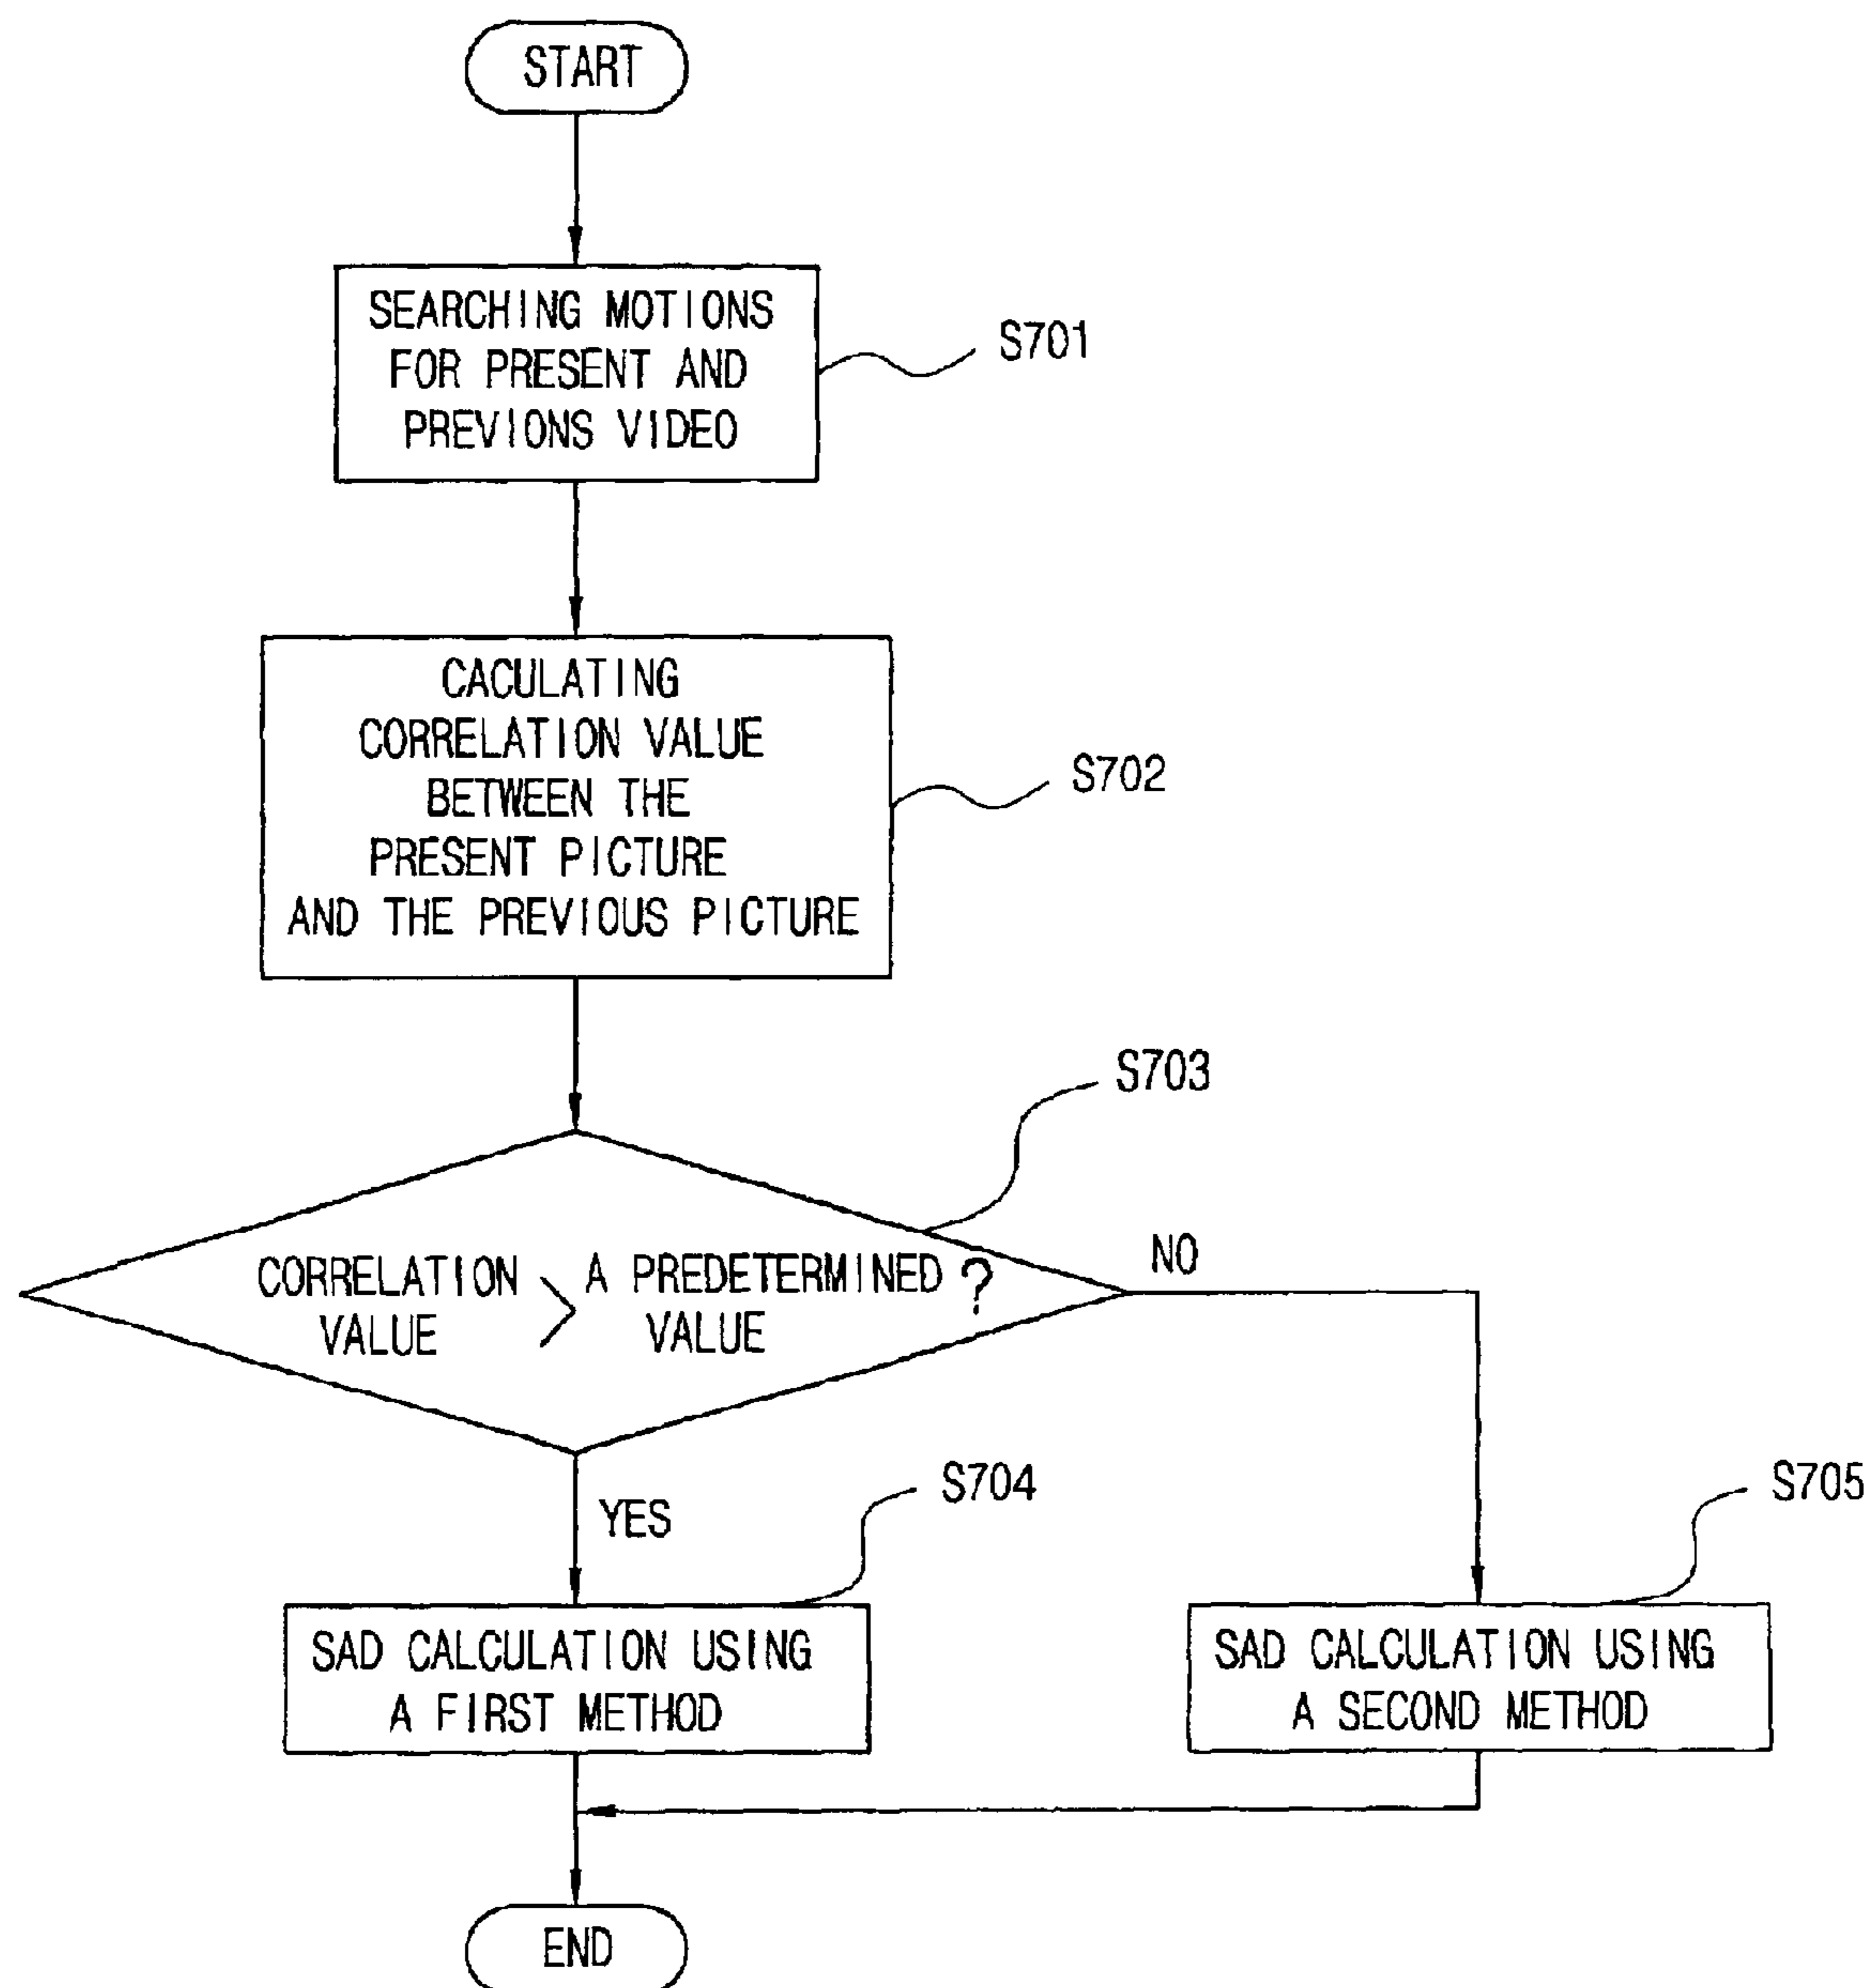 START
SEARCHING MOTIONS
FOR PRESENT AND
PREVIONS VIDEO
S701
CACULATING
CORRELATION VALUE
BETWEEN THE
PRESENT PICTURE
AND THE PREVIOUS PICTURE
S702
S703
CORRELATION
VALUE
>
A PREDETERMINED
VALUE
?
NO
YES
S704
SAD CALCULATION USING
A FIRST METHOD
S705
SAD CALCULATION USING
A SECOND METHOD
END